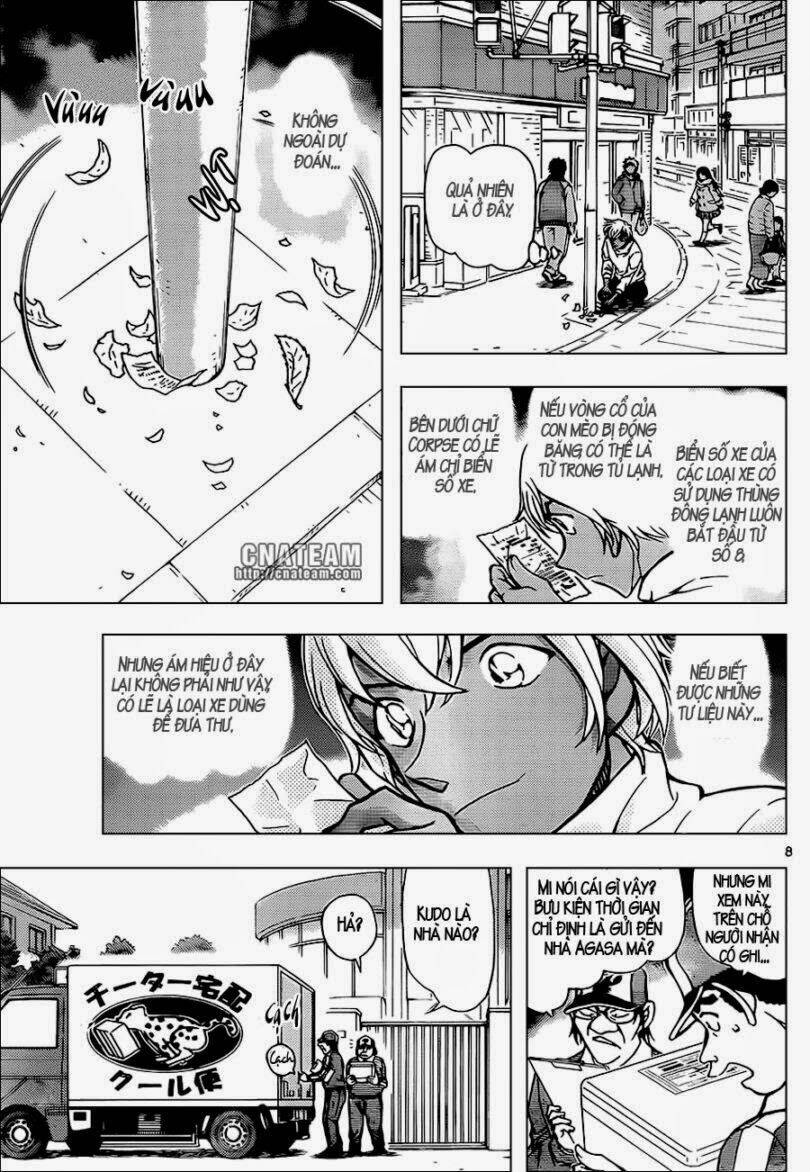 QUẢ NHIÊN
LÀ Ở ĐÂY.
KHÔNG
NGOÀI DỰ
ĐOÁN...
Vùuu
Vùuu
VỤT
CNATEAM
http://cnateam.com
BIỂN SỐ XE CỦA
CÁC LOẠI XE CÓ
SỬ DỤNG THÙNG
ĐÔNG LẠNH LUÔN
BẮT ĐẦU TỪ
SỐ 8,
NẾU VÒNG CỔ CỦA
CON MÈO BỊ ĐÓNG
BĂNG CÓ THỂ LÀ
TỪ TRONG TỦ LẠNH.
BÊN DƯỚI CHỮ
CORPSE CÓ LẼ
ÁM CHỈ BIỂN
SỐ XE.
NẾU BIẾT
ĐƯỢC NHỮNG
TƯ LIỆU NÀY...
NHƯNG ÁM HIỆU Ở ĐÂY
LẠI KHÔNG PHẢI NHƯ VẬY,
CÓ LẼ LÀ LOẠI XE DÙNG
ĐỂ ĐƯA THƯ.
8
NHƯNG MI
XEM NÀY
TRÊN CHỖ
NGƯỜI NHẬN
CÓ GHI...
MI NÓI CÁI GÌ VẬY?
BƯU KIỆN THỜI GIAN
CHỈ ĐỊNH LÀ GỬI ĐẾN
NHÀ AGASA MÀ?
KUDO LÀ
NHÀ NÀO?
HẢ?
CẠCH
CẠCH
チーター宅配
クール便